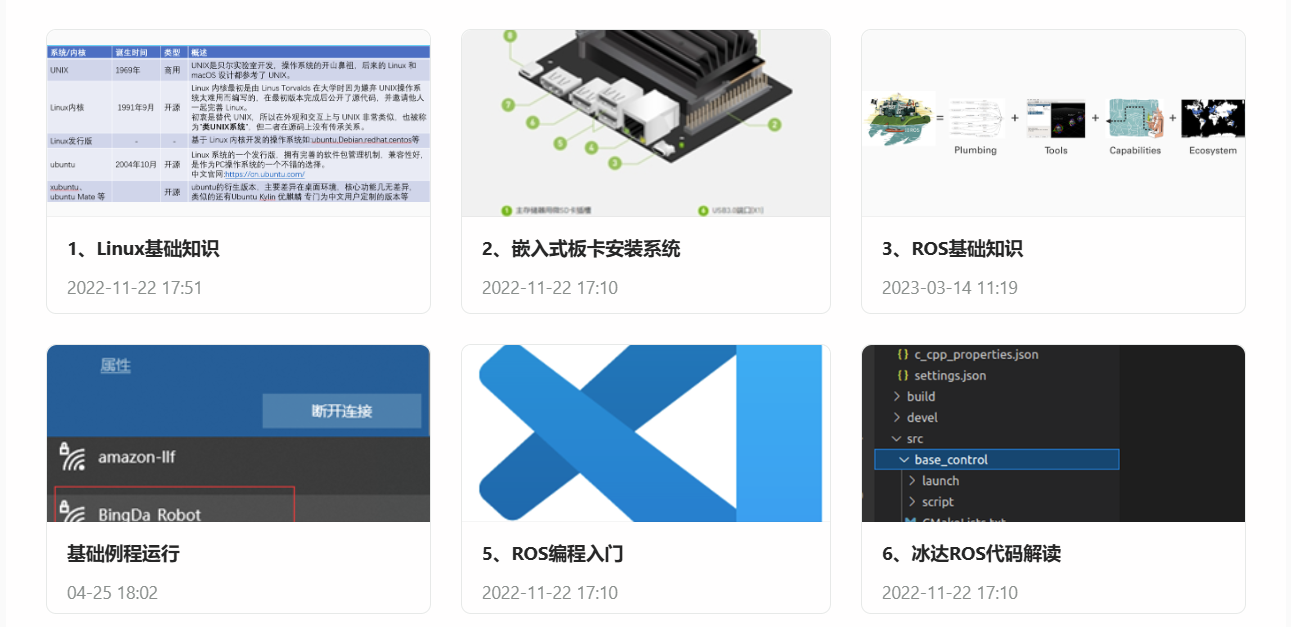 系统/内核 诞生时间 类型 概述
UNIX 1969年 商用 UNIX是贝尔实验室开发，操作系统的开山鼻祖，后来的 Linux 和
macOS 设计都参考了 UNIX。
Linux内核 1991年9月 开源 Linux 内核最初是由 Linus Torvalds 在大学时因为嫌弃 UNIX操作系
统太难用而编写的，在最初版本完成后公开了源代码，并邀请他人
一起完善 Linux。
初衷是替代 UNIX，所以在外观和交互上与 UNIX 非常类似，也被称
为"类UNIX系统"，但二者在源码上没有传承关系。
Linux发行版 - - 基于 Linux 内核开发的操作系统如:ubuntu,Debian,redhat,centos等
ubuntu 2004年10月 开源 Linux 系统的一个发行版，拥有完善的软件包管理机制，兼容性好，
是作为PC操作系统的一个不错的选择。
中文官网:https://cn.ubuntu.com/
xubuntu、
ubuntu Mate 等 开源 ubuntu的衍生版本，主要差异在桌面环境，核心功能几无差异，
类似的还有Ubuntu Kylin 优麒麟 专门为中文用户定制的版本等
1、Linux基础知识
2022-11-22 17:51
8
7
6
5
4
3
2
1 主存储器用微SD卡插槽
6 USB3.0端口(X1)
2、嵌入式板卡安装系统
2022-11-22 17:10
= + + +
Plumbing Tools Capabilities Ecosystem
3、ROS基础知识
2023-03-14 11:19
属性
断开连接
amazon-llf
BingDa_Robot
基础例程运行
04-25 18:02
5、ROS编程入门
2022-11-22 17:10
{} c_cpp_properties.json
{} settings.json
> build
> devel
src
base_control
> launch
> script
CMakeLists.txt
6、冰达ROS代码解读
2022-11-22 17:10